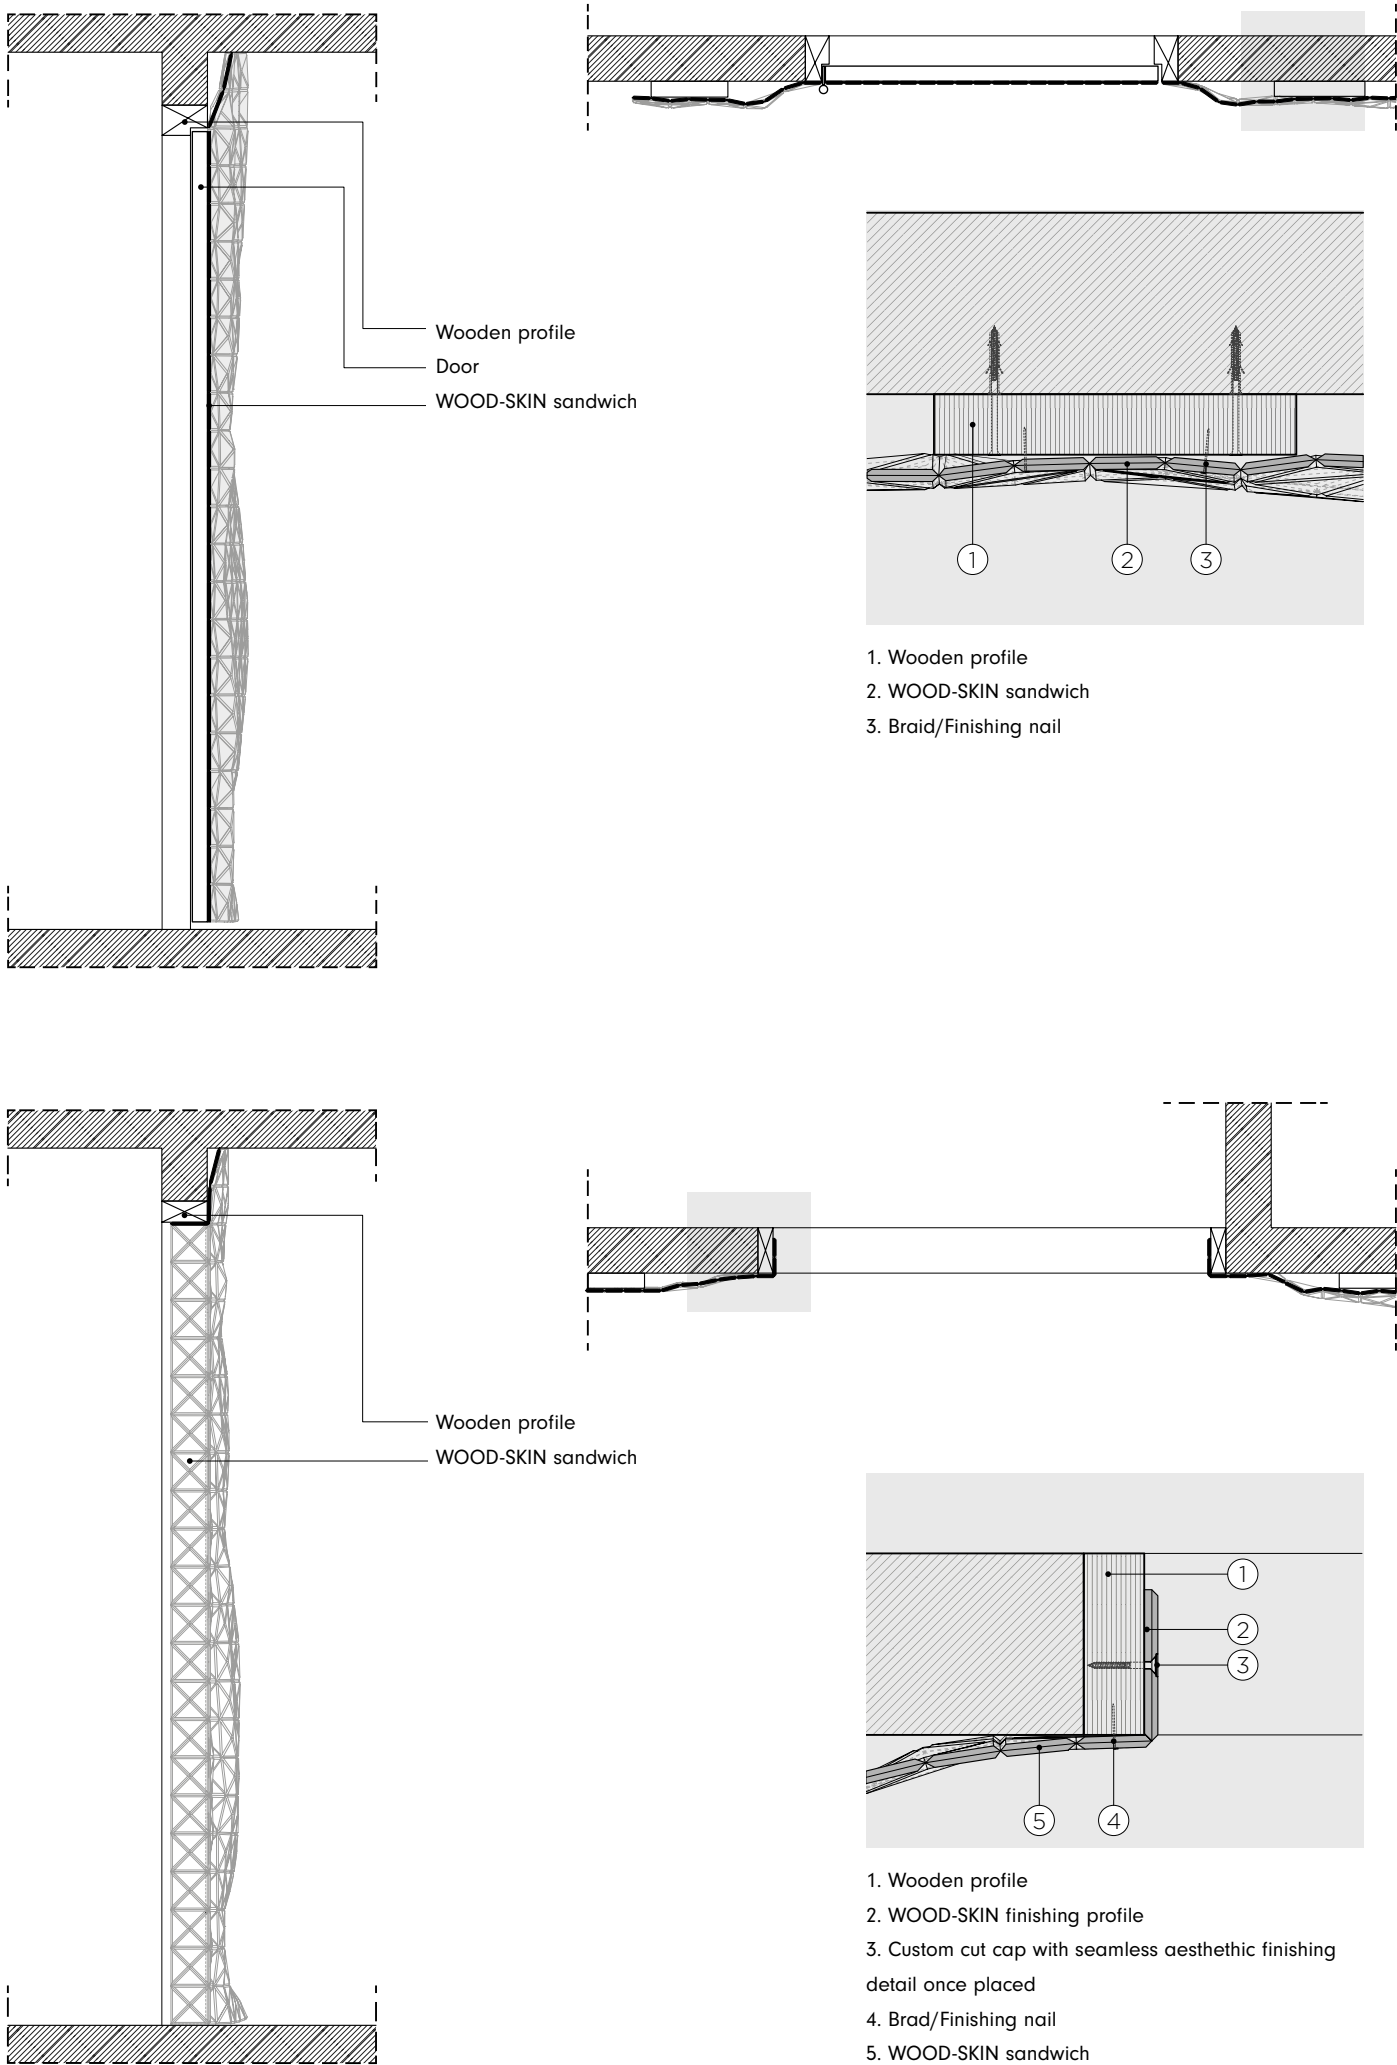 Wooden profile
Door
WOOD-SKIN sandwich
1
2
3
1. Wooden profile
2. WOOD-SKIN sandwich
3. Braid/Finishing nail
Wooden profile
WOOD-SKIN sandwich
1
2
3
5
4
1. Wooden profile
2. WOOD-SKIN finishing profile
3. Custom cut cap with seamless aesthethic finishing
detail once placed
4. Brad/Finishing nail
5. WOOD-SKIN sandwich